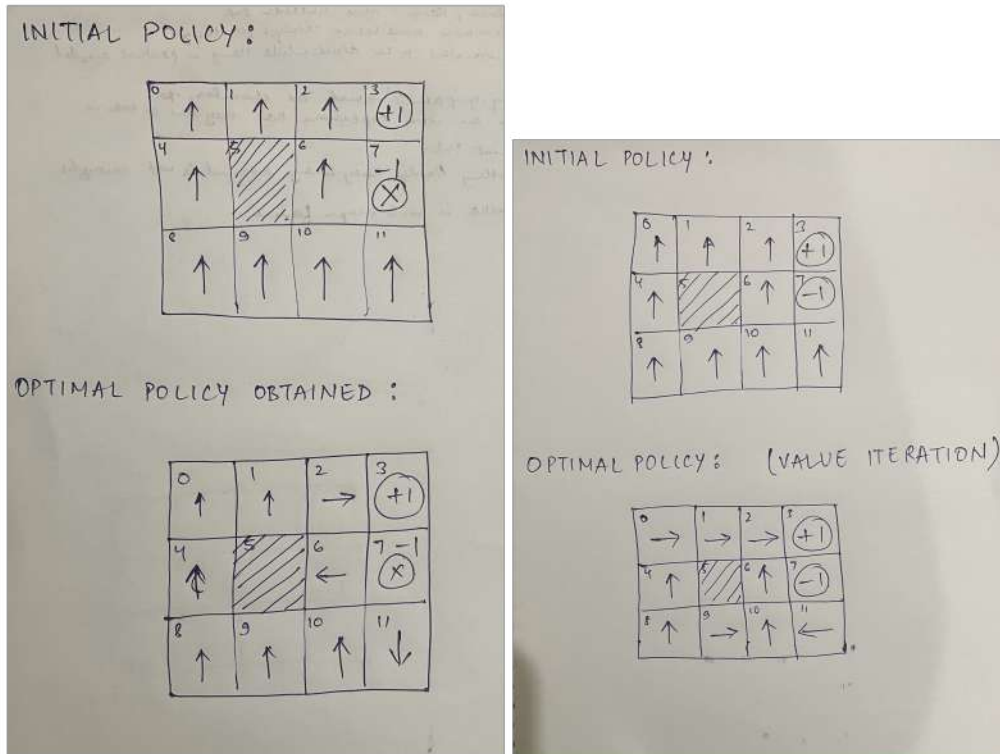 INITIAL POLICY:
0 ↑ 1 ↑ 2 ↑ 3 +1
4 ↑ 5 6 ↑ 7 -1 X
8 ↑ 9 ↑ 10 ↑ 11 ↑
OPTIMAL POLICY OBTAINED:
0 ↑ 1 ↑ 2 → 3 +1
4 ↑ 5 6 ← 7 -1 X
8 ↑ 9 ↑ 10 ↑ 11 ↓
INITIAL POLICY:
0 ↑ 1 ↑ 2 ↑ 3 +1
4 ↑ 5 6 ↑ 7 -1
8 ↑ 9 ↑ 10 ↑ 11 ↑
OPTIMAL POLICY: (VALUE ITERATION)
0 → 1 → 2 → 3 +1
4 ↑ 5 6 ↑ 7 -1
8 ↑ 9 → 10 ↑ 11 ←